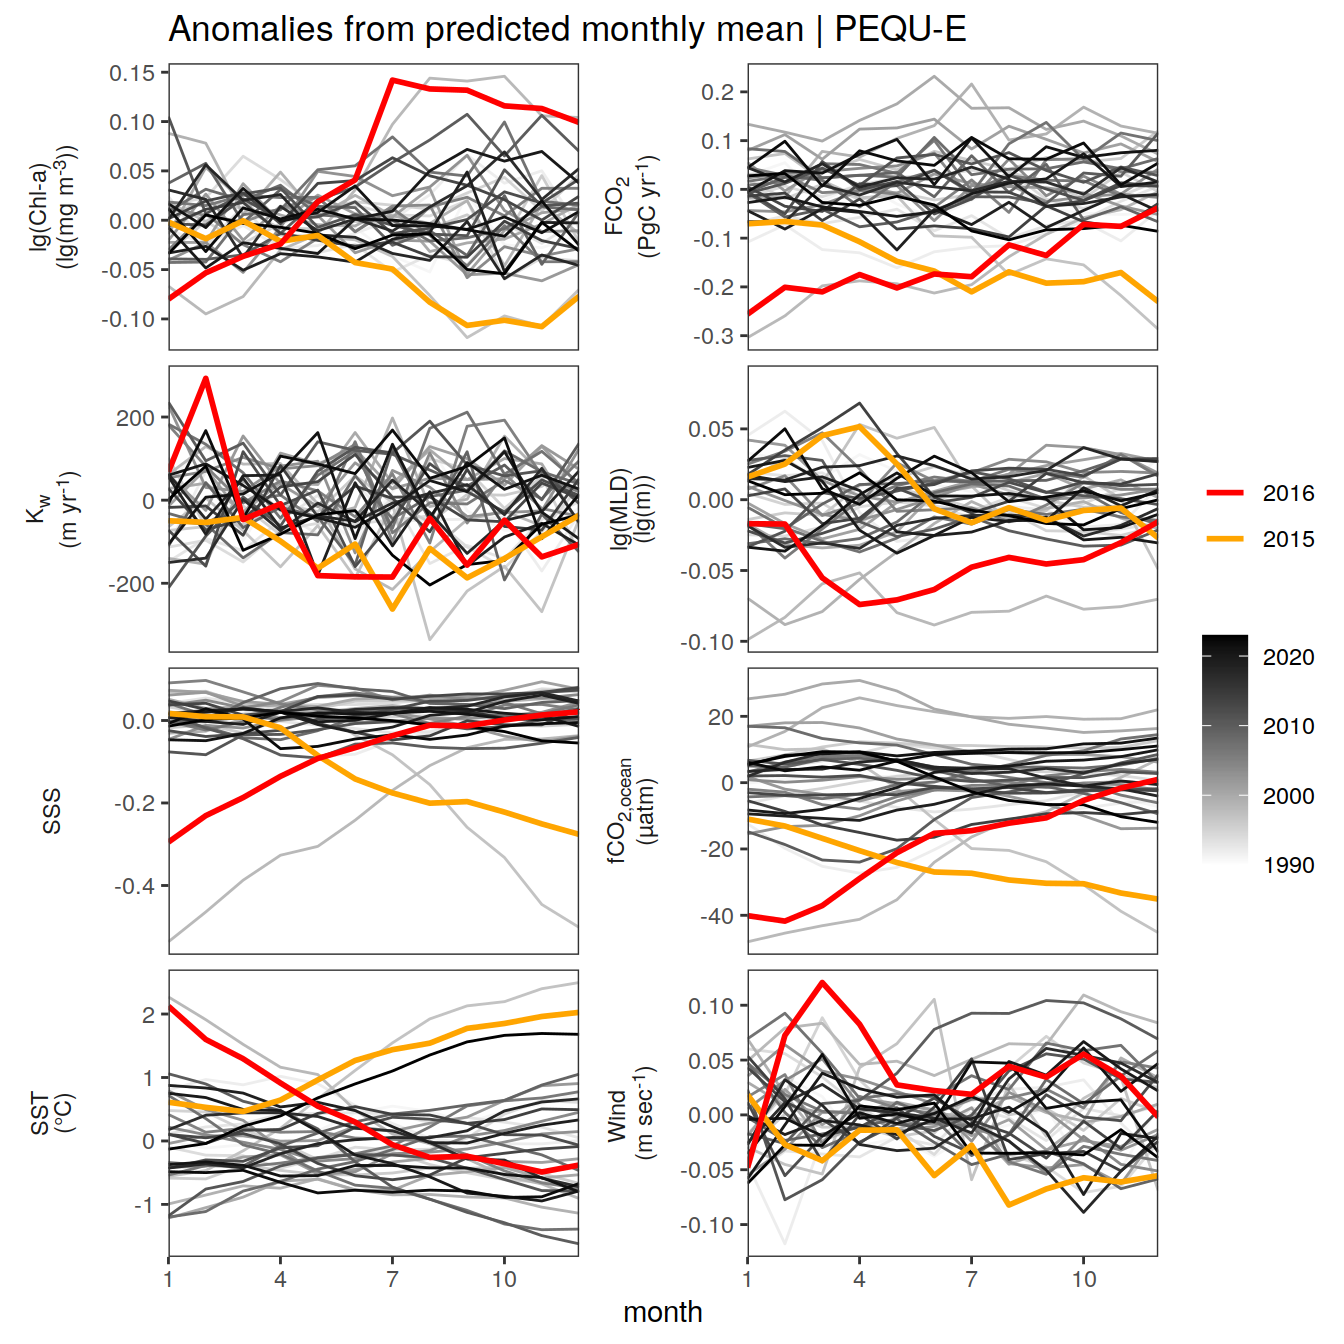 Anomalies from predicted monthly mean | PEQU-E
lg(Chl-a)
(lg(mg m⁻³))
0.15
0.10
0.05
0.00
-0.05
-0.10
FCO₂
(PgC yr⁻¹)
0.2
0.1
0.0
-0.1
-0.2
-0.3
K_w
(m yr⁻¹)
200
0
-200
lg(MLD)
(lg(m))
0.05
0.00
-0.05
-0.10
SSS
0.0
-0.2
-0.4
fCO₂,ocean
(µatm)
20
0
-20
-40
SST
(°C)
2
1
0
-1
Wind
(m sec⁻¹)
0.10
0.05
0.00
-0.05
-0.10
1 4 7 10
1 4 7 10
month
2016
2015
2020
2010
2000
1990